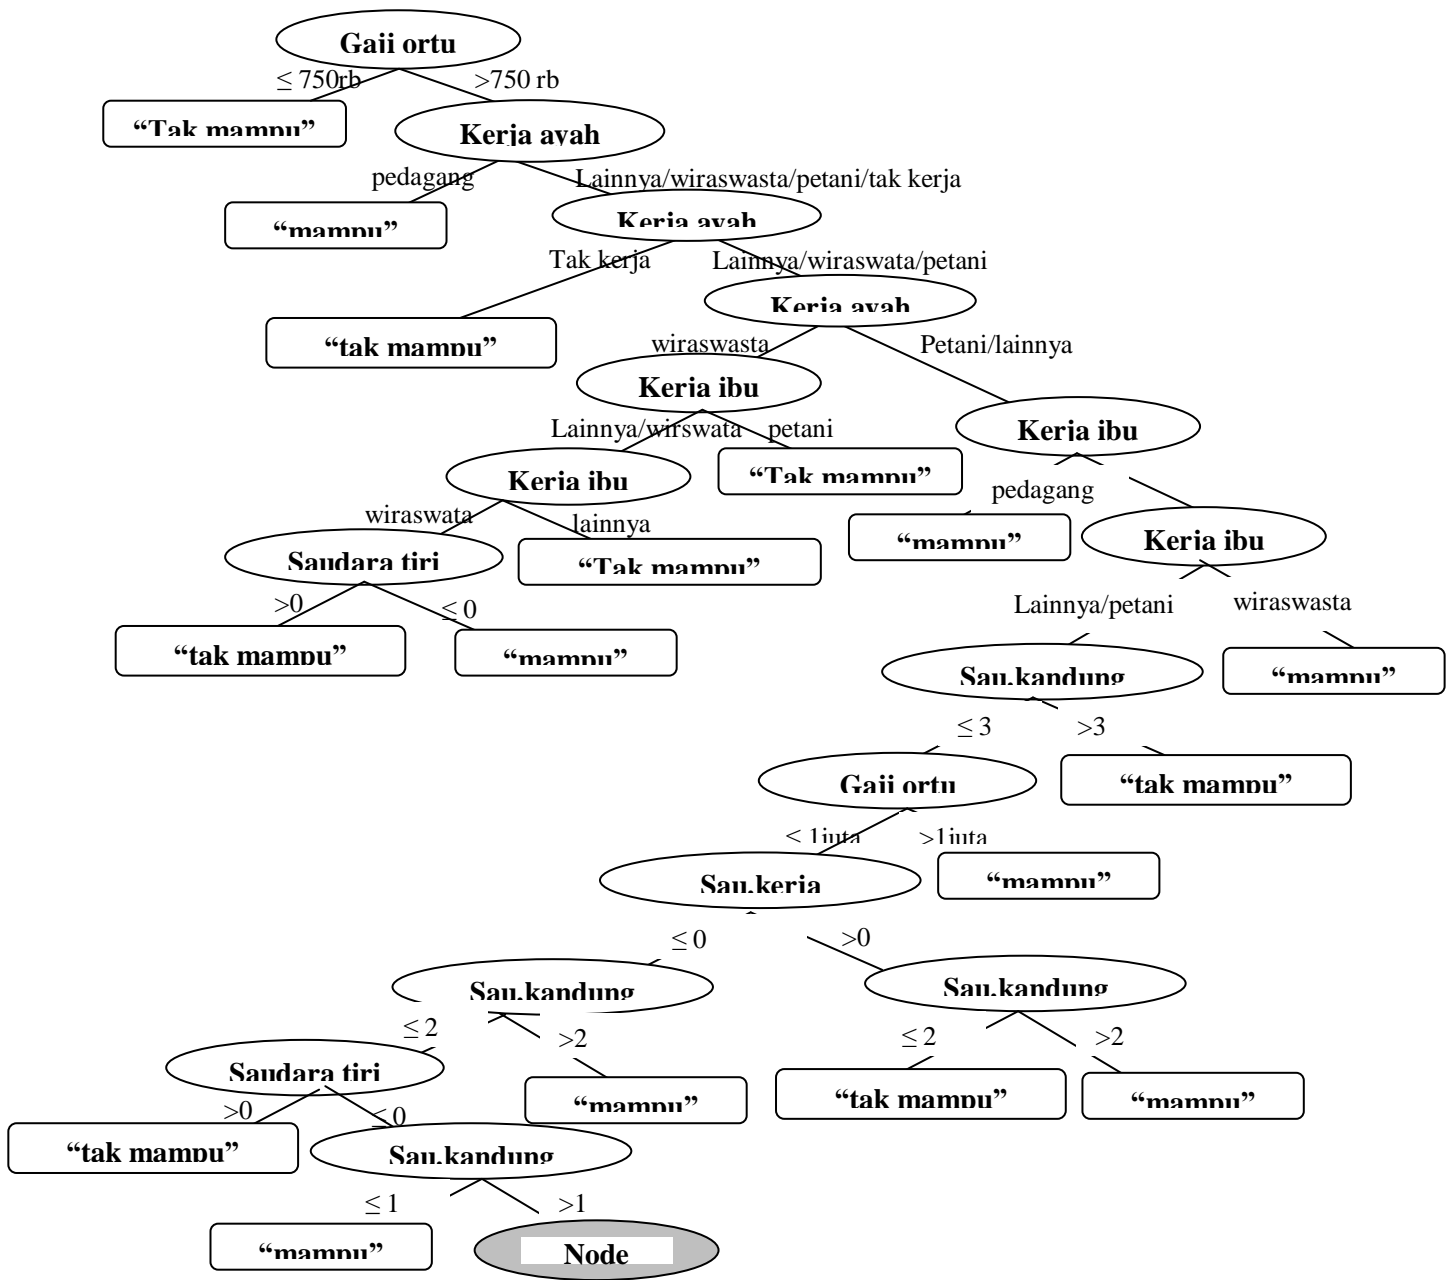 Gaji ortu
≤ 750rb
>750 rb
“Tak mampu”
Kerja ayah
pedagang
Lainnya/wiraswasta/petani/tak kerja
“mampu”
Kerja ayah
Tak kerja
Lainnya/wiraswata/petani
Kerja ayah
“tak mampu”
wiraswasta
Petani/lainnya
Kerja ibu
Kerja ibu
Lainnya/wirswata
petani
Kerja ibu
“Tak mampu”
pedagang
wiraswata
lainnya
“mampu”
Kerja ibu
Saudara tiri
“Tak mampu”
>0
≤ 0
Lainnya/petani
wiraswasta
“tak mampu”
“mampu”
Sau.kandung
“mampu”
≤ 3
>3
Gaji ortu
“tak mampu”
≤ 1juta
>1juta
Sau.kerja
“mampu”
≤ 0
>0
Sau.kandung
Sau.kandung
≤ 2
>2
≤ 2
>2
Saudara tiri
“mampu”
“tak mampu”
“mampu”
>0
≤ 0
“tak mampu”
Sau.kandung
≤ 1
>1
“mampu”
Node